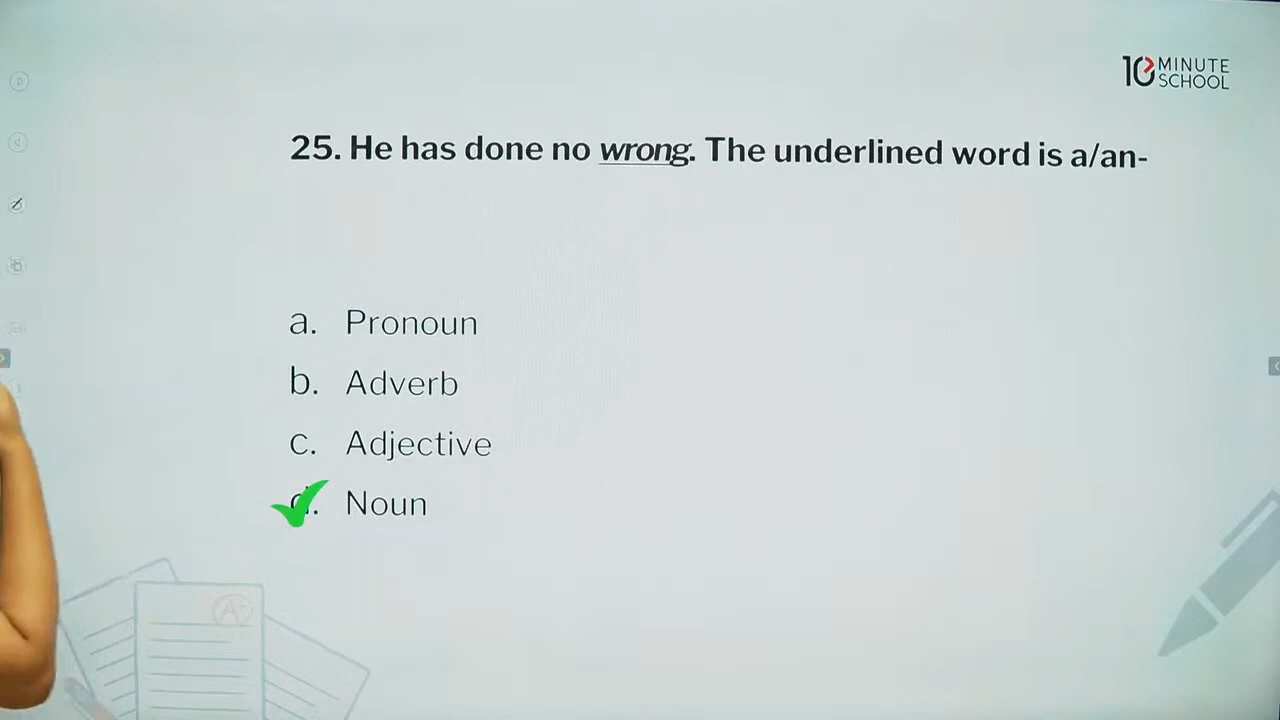 10 MINUTE
SCHOOL
25. He has done no wrong. The underlined word is a/an-
a. Pronoun
b. Adverb
c. Adjective
d. Noun
A+